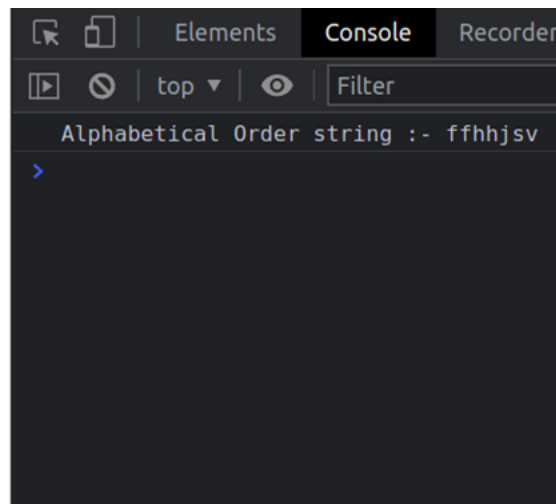 Elements Console Recorder
top Filter
Alphabetical Order string :- ffhhjsv